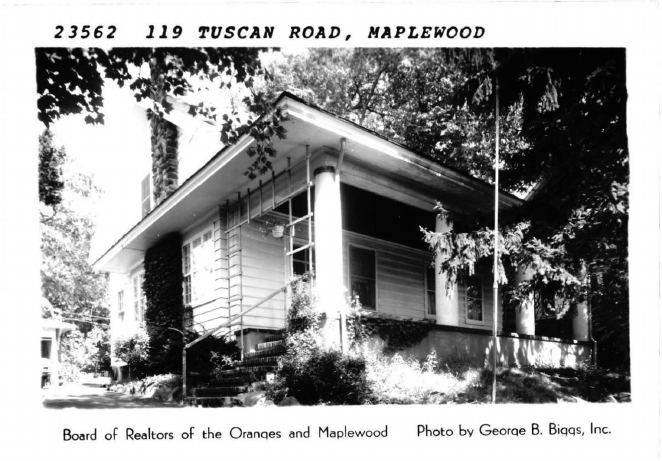 23562 119 TUSCAN ROAD, MAPLEWOOD
Board of Realtors of the Oranges and Maplewood Photo by George B. Biggs, Inc.